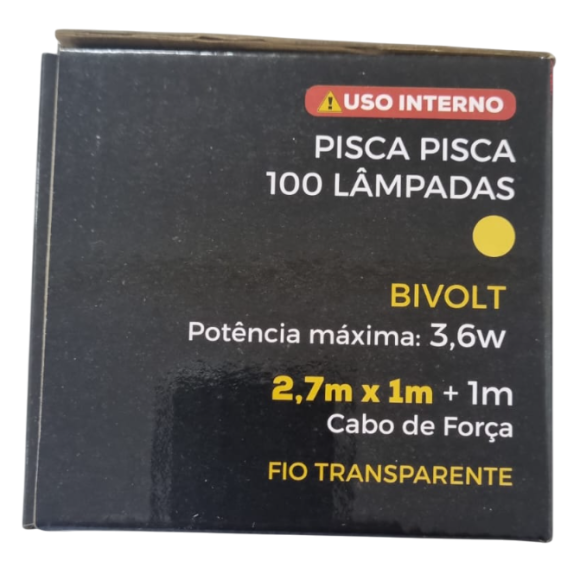 USO INTERNO
PISCA PISCA
100 LÂMPADAS
BIVOLT
Potência máxima: 3,6w
2,7m x 1m + 1m
Cabo de Força
FIO TRANSPARENTE